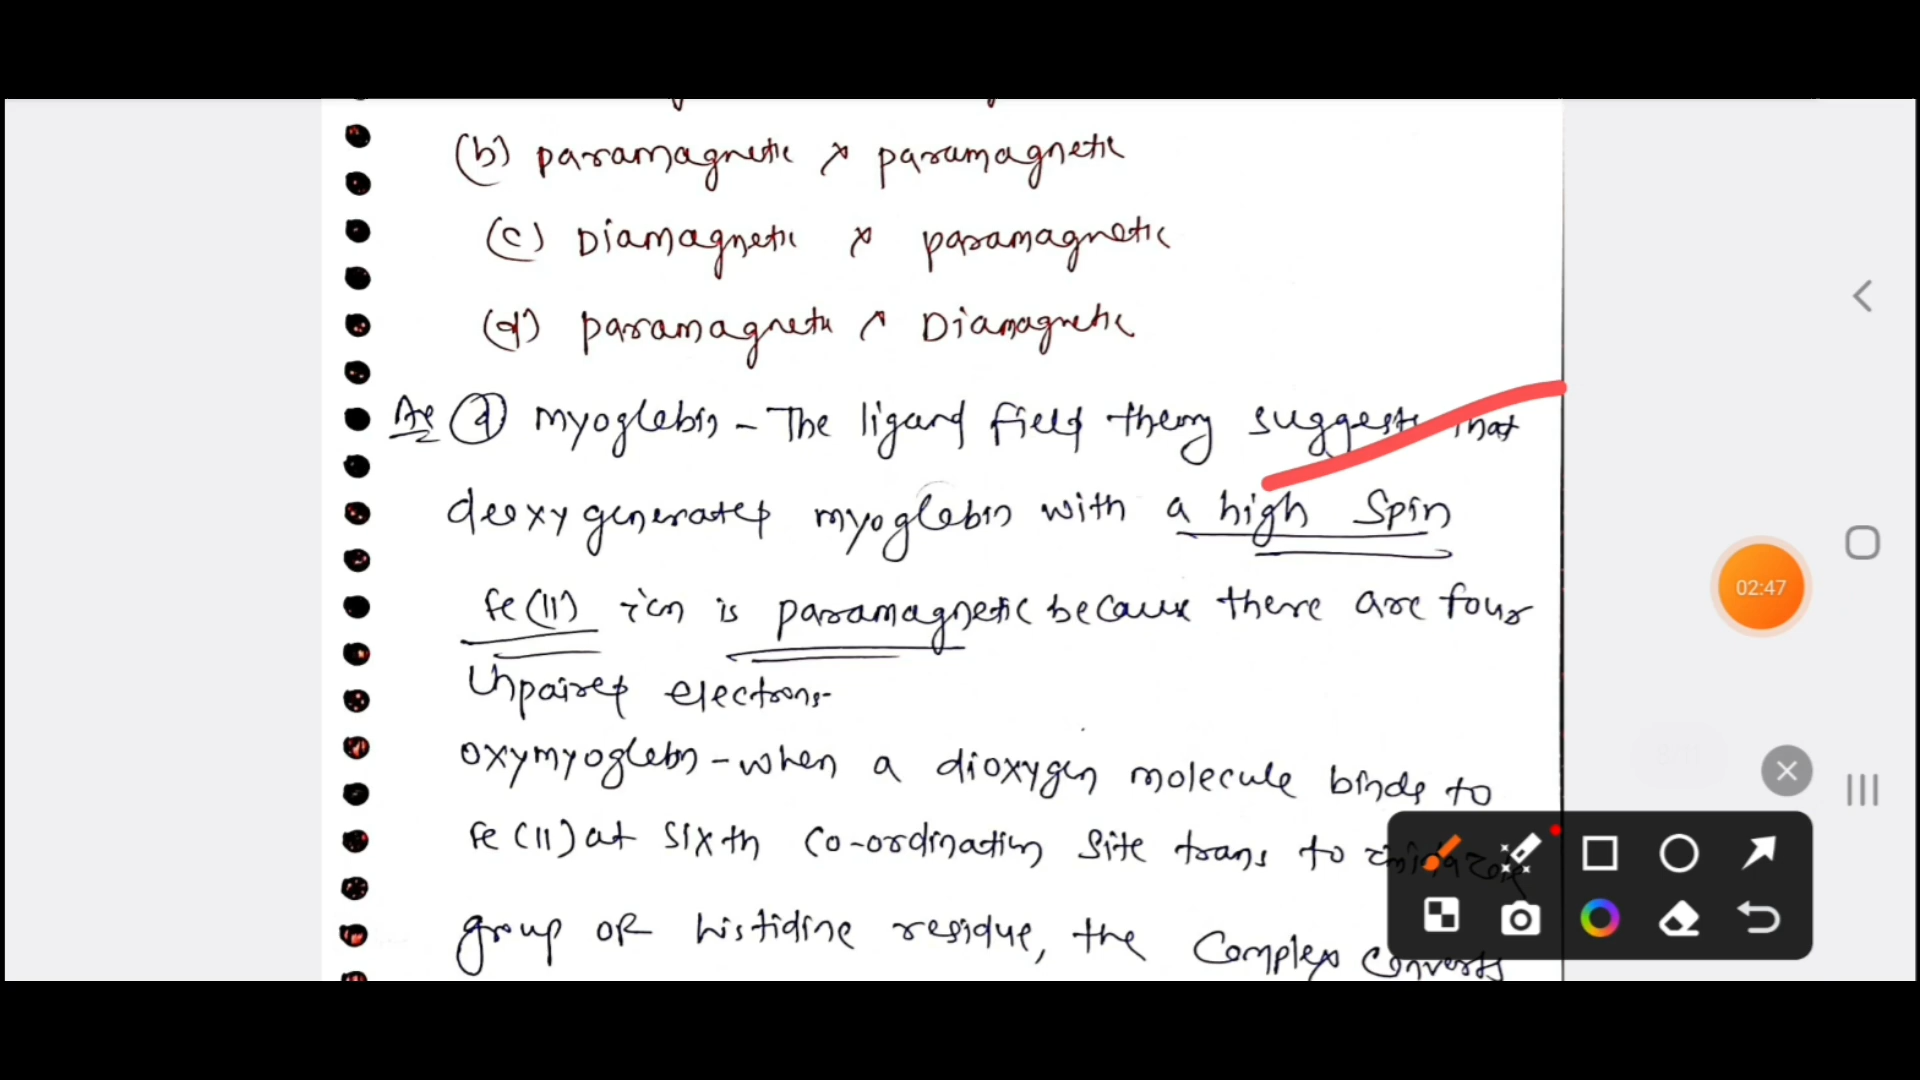 (b) paramagnetic & paramagnetic
(c) Diamagnetic & paramagnetic
(d) paramagnetic & Diamagnetic
Ans (d) myoglobin - The ligand field theory suggests that
deoxygenated myoglobin with a high spin
Fe(II) ion is paramagnetic because there are four
Unpaired electrons-
02:47
oxymyoglobin - when a dioxygen molecule binds to
Fe(II) at sixth co-ordination site trans to
group of histidine residue, the complex converts